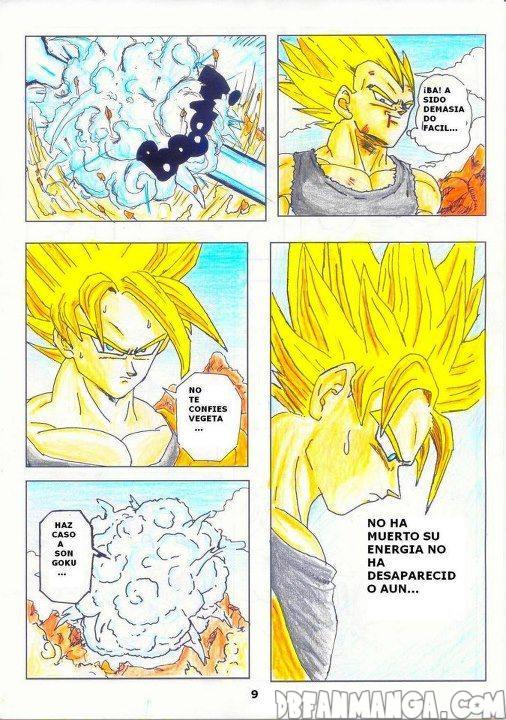 BOOOM!
¡BA! A
SIDO
DEMASIA
DO
FACIL...
NO
TE
CONFIES
VEGETA
...
NO HA
MUERTO SU
ENERGIA NO
HA
DESAPARECID
O AUN...
HAZ
CASO
A
SON
GOKU
...
9
DBFANMANGA.COM